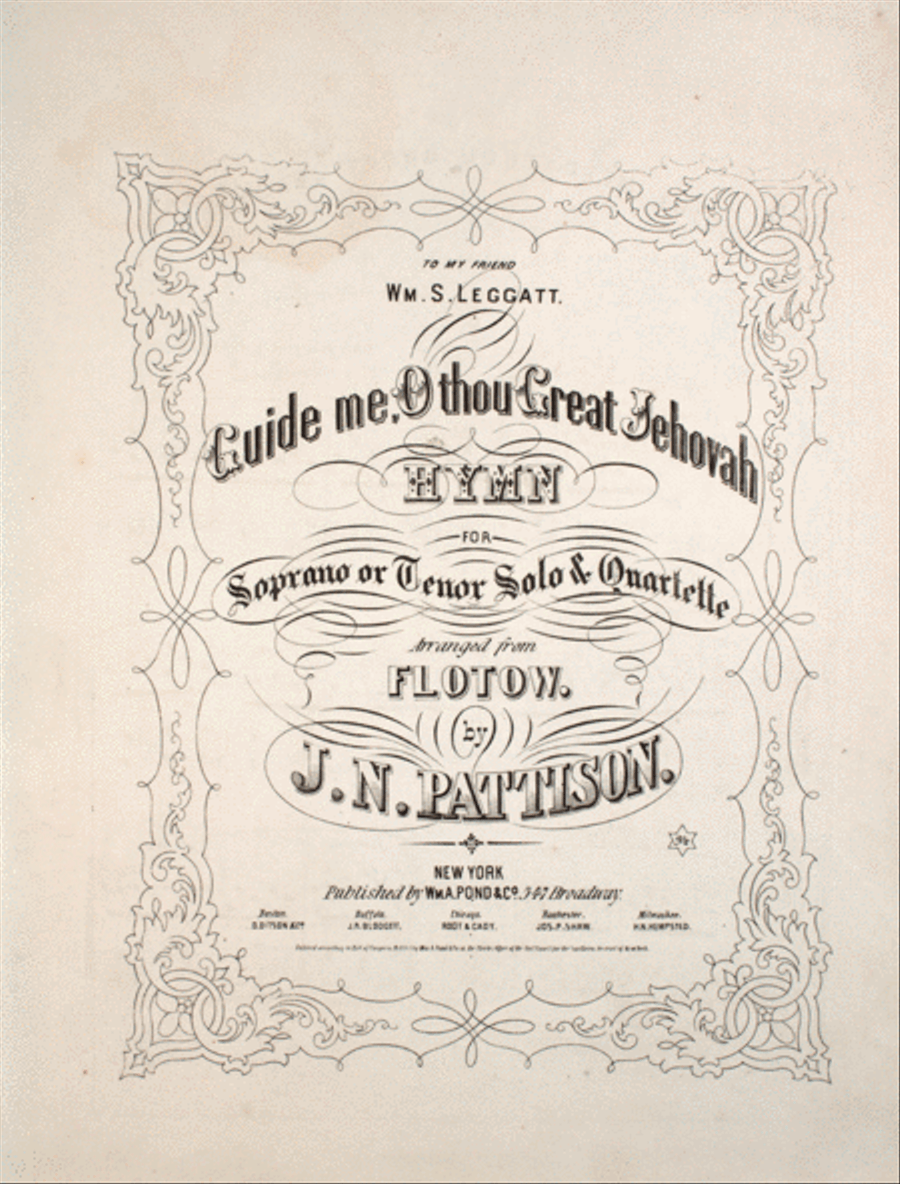 TO MY FRIEND
WM. S. LEGGATT.
Guide me, O thou Great Jehovah
HYMN
FOR
Soprano or Tenor Solo & Quartette
Arranged from
FLOTOW.
by
J. N. PATTISON.
NEW YORK
Published by WM. A. POND & CO. 547 Broadway.
Boston. Buffalo. Chicago. Rochester. Milwaukee.
O. DITSON & CO. J. R. BLODGETT. ROOT & CADY. JOS. P. SHAW. H. N. HEMPSTED.